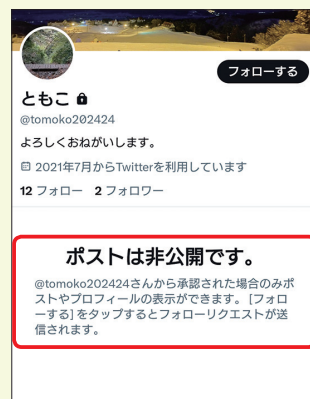 フォローする
ともこ
@tomoko202424
よろしくおねがいします。
2021年7月からTwitterを利用しています
12 フォロー 2 フォロワー
ポストは非公開です。
@tomoko202424さんから承認された場合のみポ
ストやプロフィールの表示ができます。[フォロ
ーする]をタップするとフォローリクエストが送
信されます。